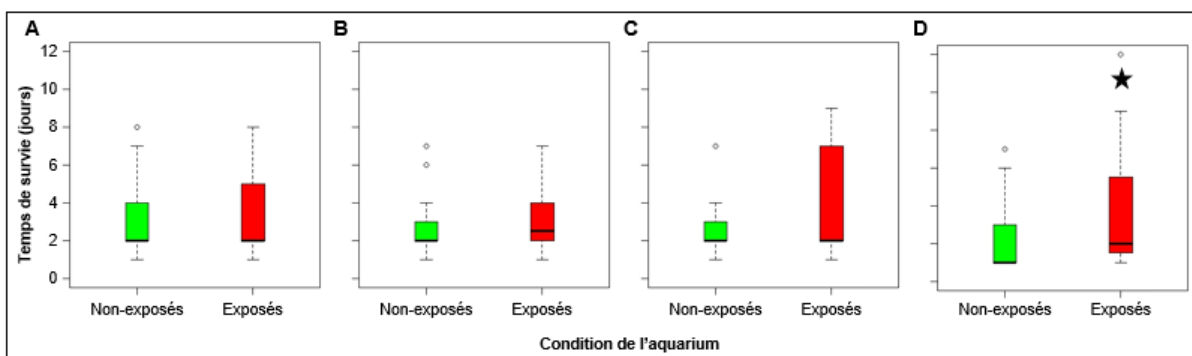 A
B
C
D
Temps de survie (jours)
12
10
8
6
4
2
0
Non-exposés
Exposés
Non-exposés
Exposés
Non-exposés
Exposés
Non-exposés
Exposés
Condition de l'aquarium